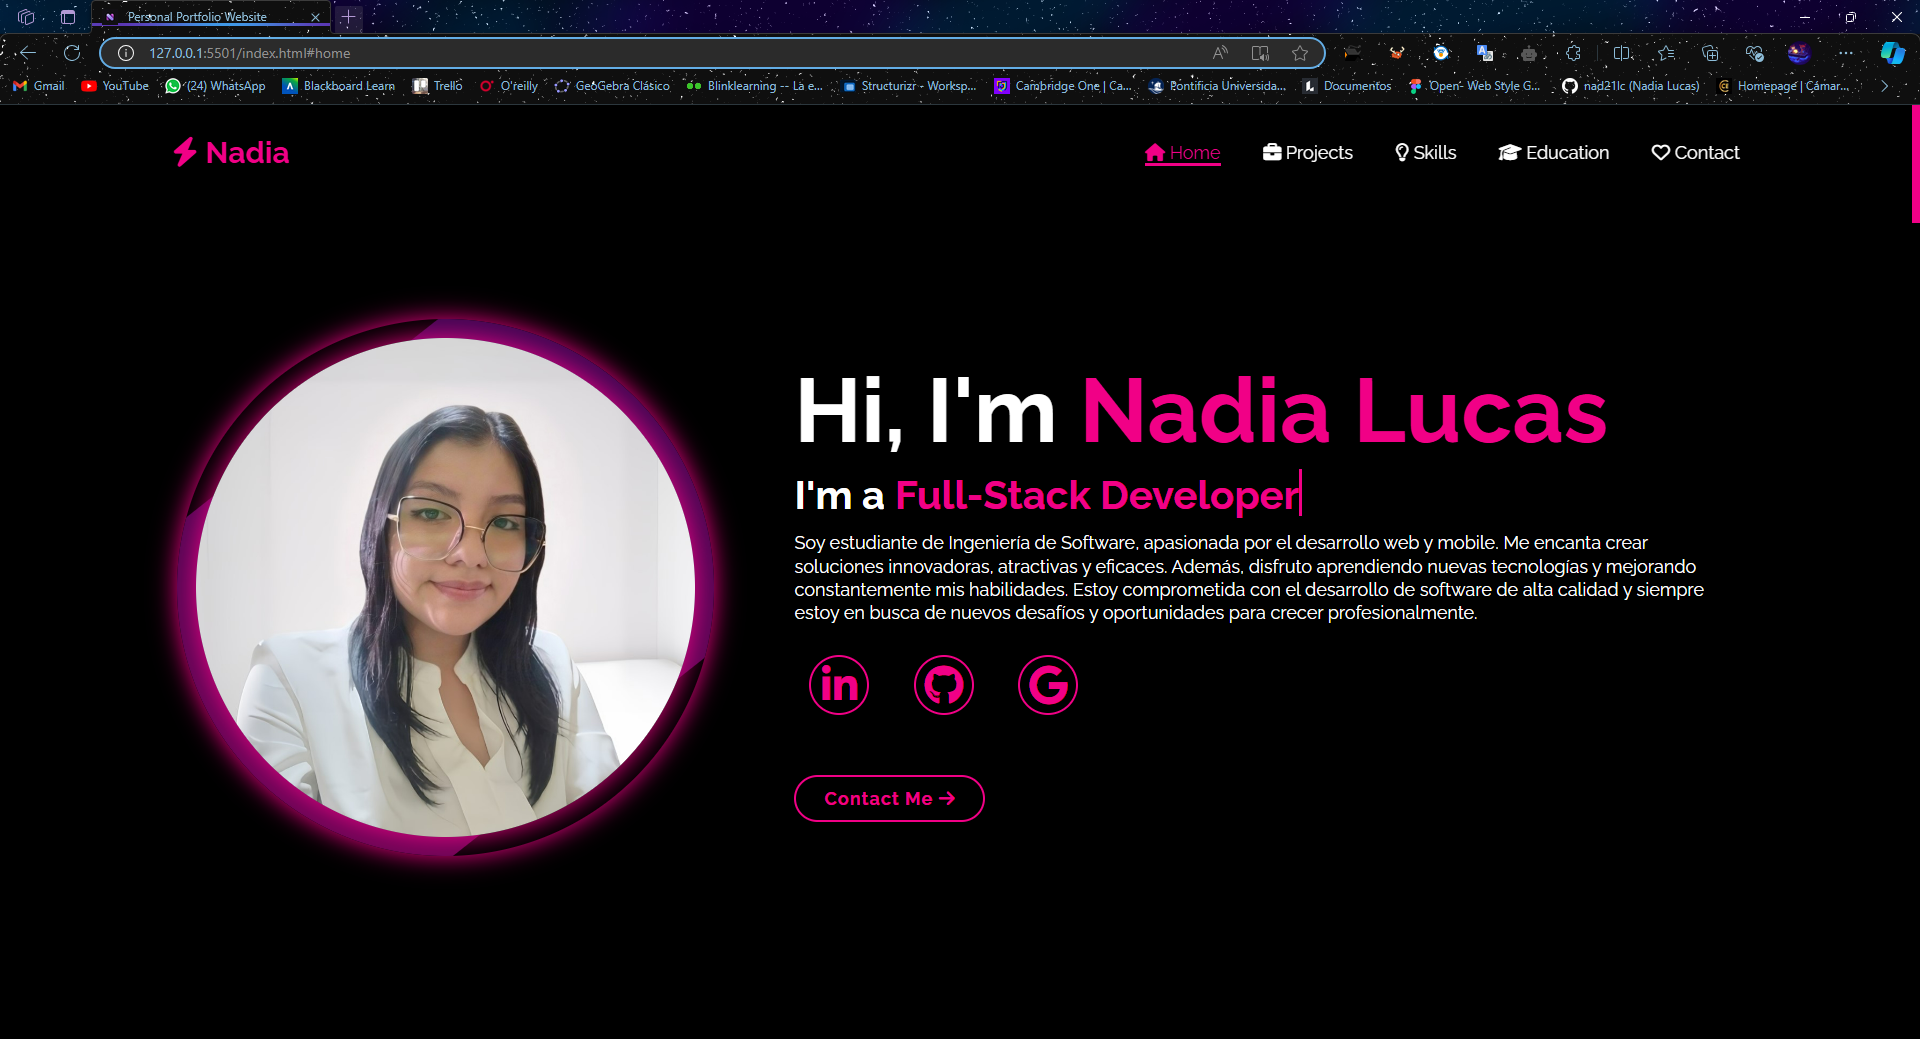 Personal Portfolio Website
127.0.0.1:5501/index.html#home
Gmail YouTube (24) WhatsApp Blackboard Learn Trello O'reilly GeoGebra Clásico Blinklearning -- La e... Structurizr - Worksp... Cambridge One | Ca... Pontificia Universida... Documentos Open- Web Style G... nad21lc (Nadia Lucas) Homepage | Cámar...
Nadia Home Projects Skills Education Contact
Hi, I'm Nadia Lucas
I'm a Full-Stack Developer
Soy estudiante de Ingeniería de Software, apasionada por el desarrollo web y mobile. Me encanta crear
soluciones innovadoras, atractivas y eficaces. Además, disfruto aprendiendo nuevas tecnologías y mejorando
constantemente mis habilidades. Estoy comprometida con el desarrollo de software de alta calidad y siempre
estoy en busca de nuevos desafíos y oportunidades para crecer profesionalmente.
Contact Me